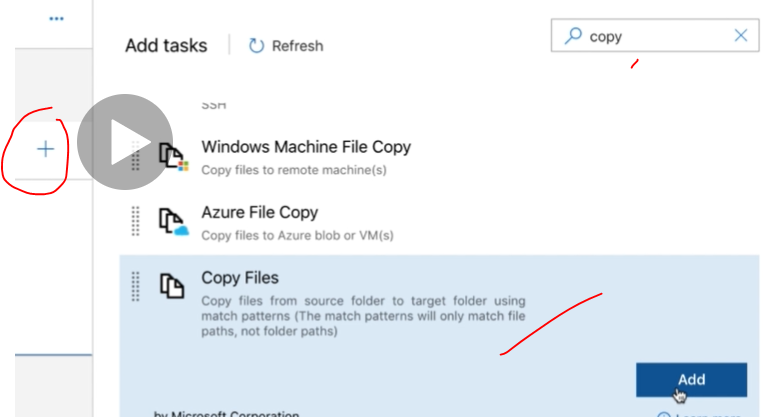 ...
Add tasks
Refresh
copy
SSH
Windows Machine File Copy
Copy files to remote machine(s)
Azure File Copy
Copy files to Azure blob or VM(s)
Copy Files
Copy files from source folder to target folder using
match patterns (The match patterns will only match file
paths, not folder paths)
Add
by Microsoft Corporation
Learn more